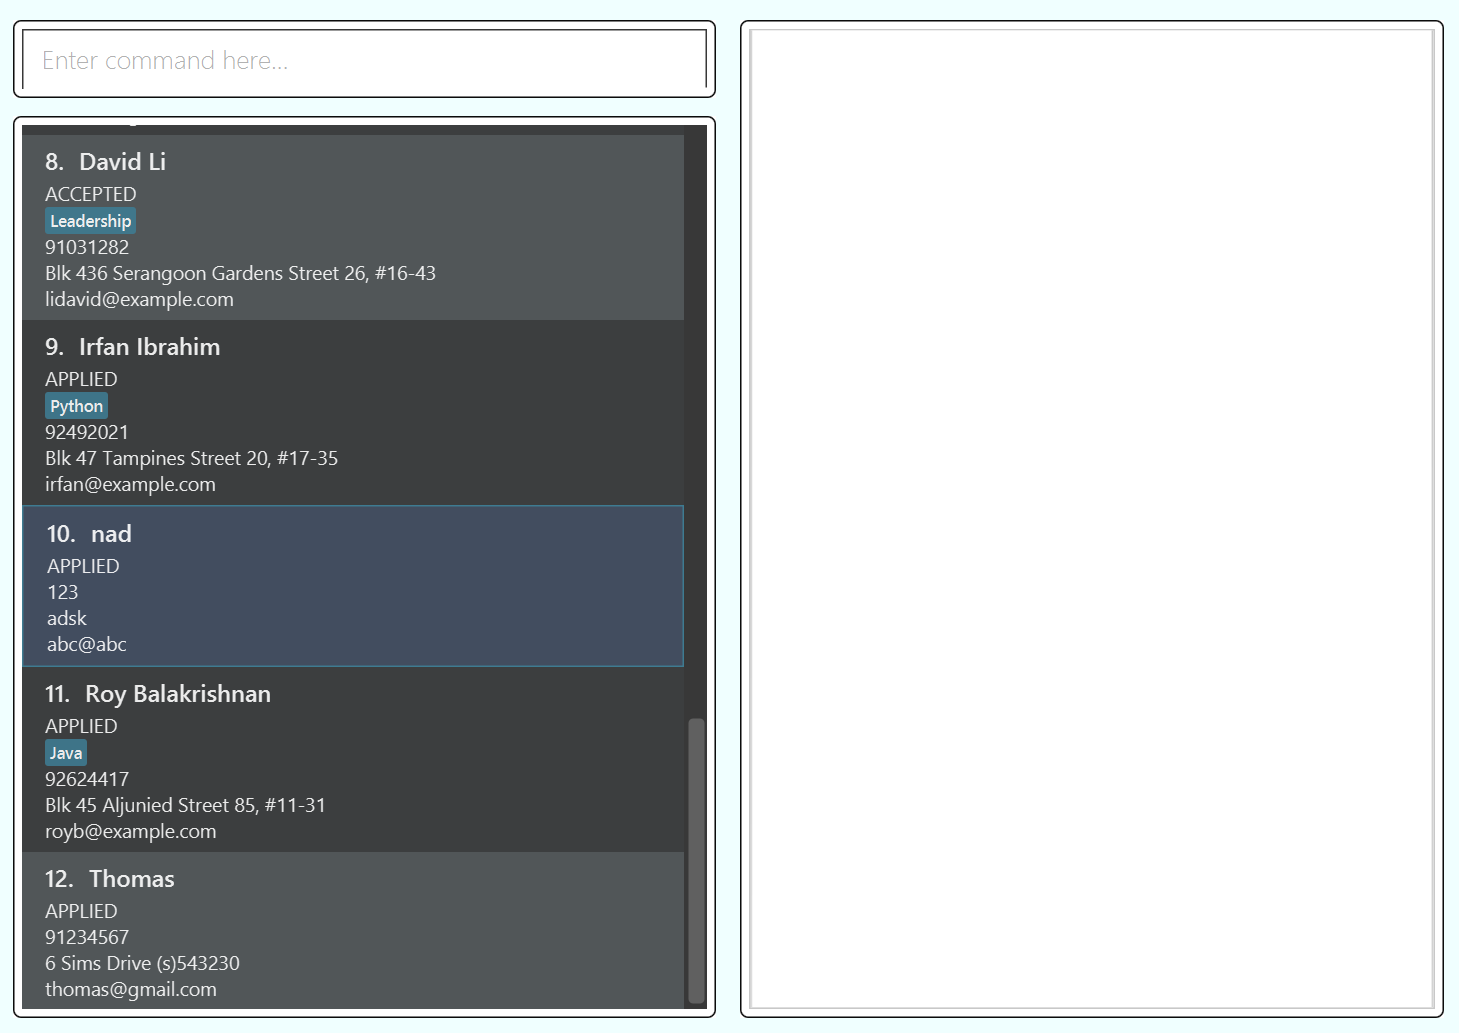 Enter command here...
8. David Li
ACCEPTED
Leadership
91031282
Blk 436 Serangoon Gardens Street 26, #16-43
lidavid@example.com
9. Irfan Ibrahim
APPLIED
Python
92492021
Blk 47 Tampines Street 20, #17-35
irfan@example.com
10. nad
APPLIED
123
adsk
abc@abc
11. Roy Balakrishnan
APPLIED
Java
92624417
Blk 45 Aljunied Street 85, #11-31
royb@example.com
12. Thomas
APPLIED
91234567
6 Sims Drive (s)543230
thomas@gmail.com